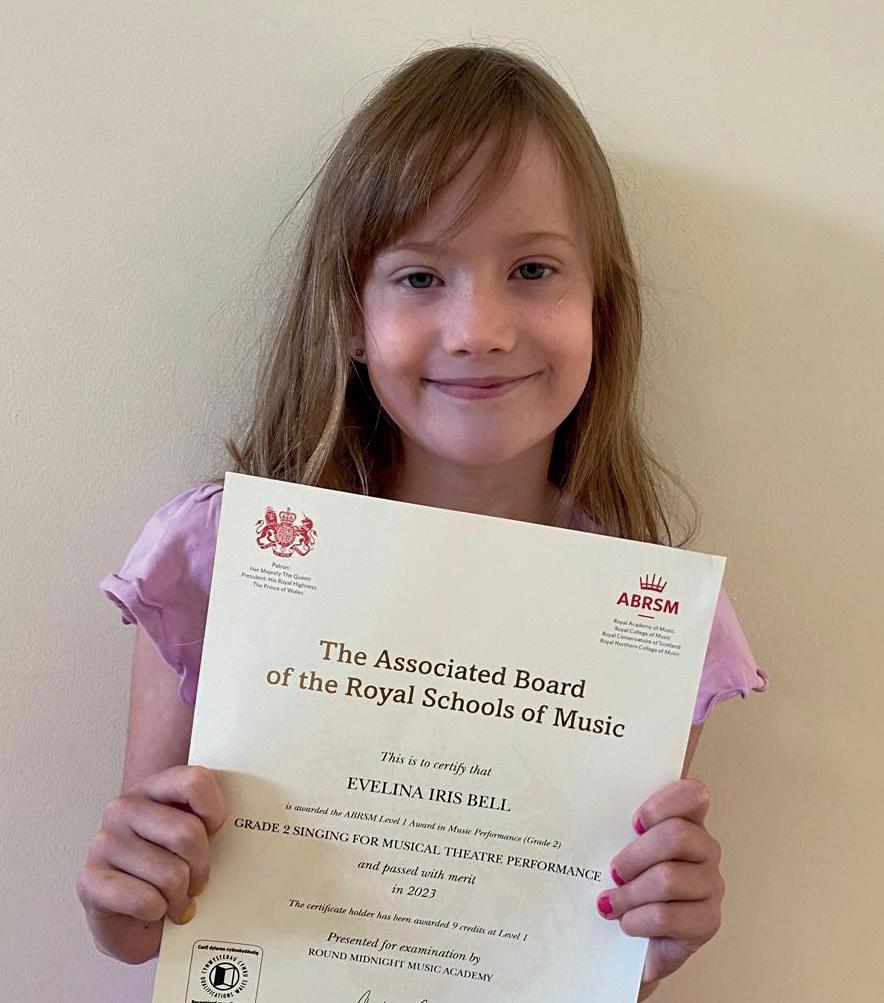 Patron:
Her Majesty The Queen
President: His Royal Highness
The Prince of Wales
ABRSM
Royal Academy of Music
Royal College of Music
Royal Conservatoire of Scotland
Royal Northern College of Music
The Associated Board
of the Royal Schools of Music
This is to certify that
EVELINA IRIS BELL
is awarded the ABRSM Level 1 Award in Music Performance (Grade 2)
GRADE 2 SINGING FOR MUSICAL THEATRE PERFORMANCE
and passed with merit
in 2023
The certificate holder has been awarded 9 credits at Level 1
Presented for examination by
ROUND MIDNIGHT MUSIC ACADEMY
CYMWYSTERAU CYMRU
QUALIFICATIONS WALES